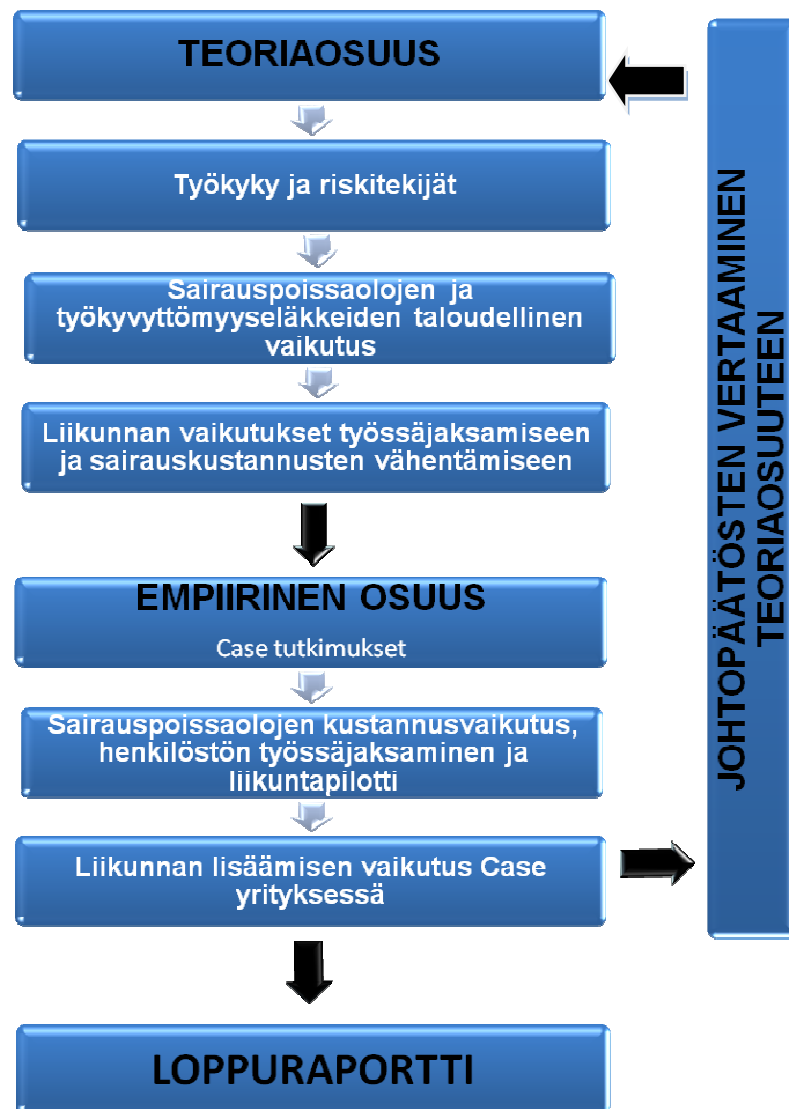 TEORIAOSUUS
Työkyky ja riskitekijät
Sairauspoissaolojen ja
työkyvyttömyyseläkkeiden taloudellinen
vaikutus
Liikunnan vaikutukset työssäjaksamiseen
ja sairauskustannusten vähentämiseen
EMPIIRINEN OSUUS
Case tutkimukset
Sairauspoissaolojen kustannusvaikutus,
henkilöstön työssäjaksaminen ja
liikuntapilotti
Liikunnan lisäämisen vaikutus Case
yrityksessä
LOPPURAPORTTI
JOHTOPÄÄTÖSTEN VERTAAMINEN
TEORIAOSUUTEEN